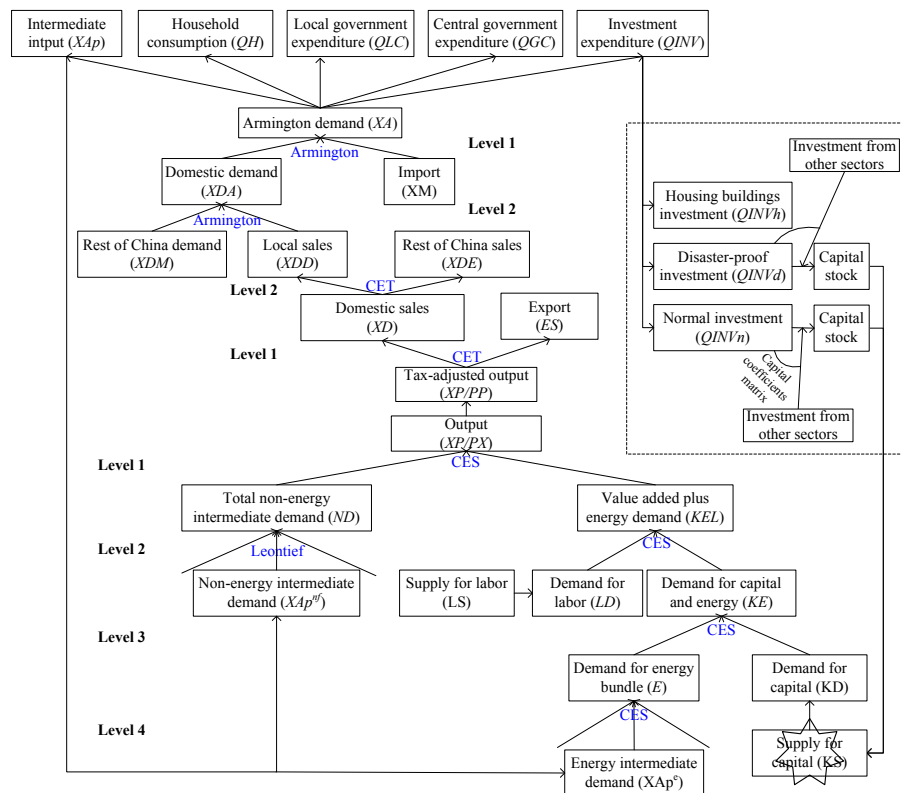 Intermediate
intput (XAp)
Household
consumption (QH)
Local government
expenditure (QLC)
Central government
expenditure (QGC)
Investment
expenditure (QINV)
Armington demand (XA)
Armington
Level 1
Investment from
other sectors
Domestic demand
(XDA)
Import
(XM)
Housing buildings
investment (QINVh)
Level 2
Armington
Rest of China demand
(XDM)
Local sales
(XDD)
Rest of China sales
(XDE)
Disaster-proof
investment (QINVd)
Capital
stock
Level 2
CET
Domestic sales
(XD)
Export
(ES)
Normal investment
(QINVn)
Capital
stock
Level 1
CET
Capital
coefficients
matrix
Tax-adjusted output
(XP/PP)
Investment from
other sectors
Output
(XP/PX)
CES
Level 1
Total non-energy
intermediate demand (ND)
Value added plus
energy demand (KEL)
Level 2
Leontief
CES
Non-energy intermediate
demand (XApnf)
Supply for labor
(LS)
Demand for
labor (LD)
Demand for capital
and energy (KE)
Level 3
CES
Demand for energy
bundle (E)
Demand for
capital (KD)
Level 4
CES
Supply for
capital (KS)
Energy intermediate
demand (XApe)